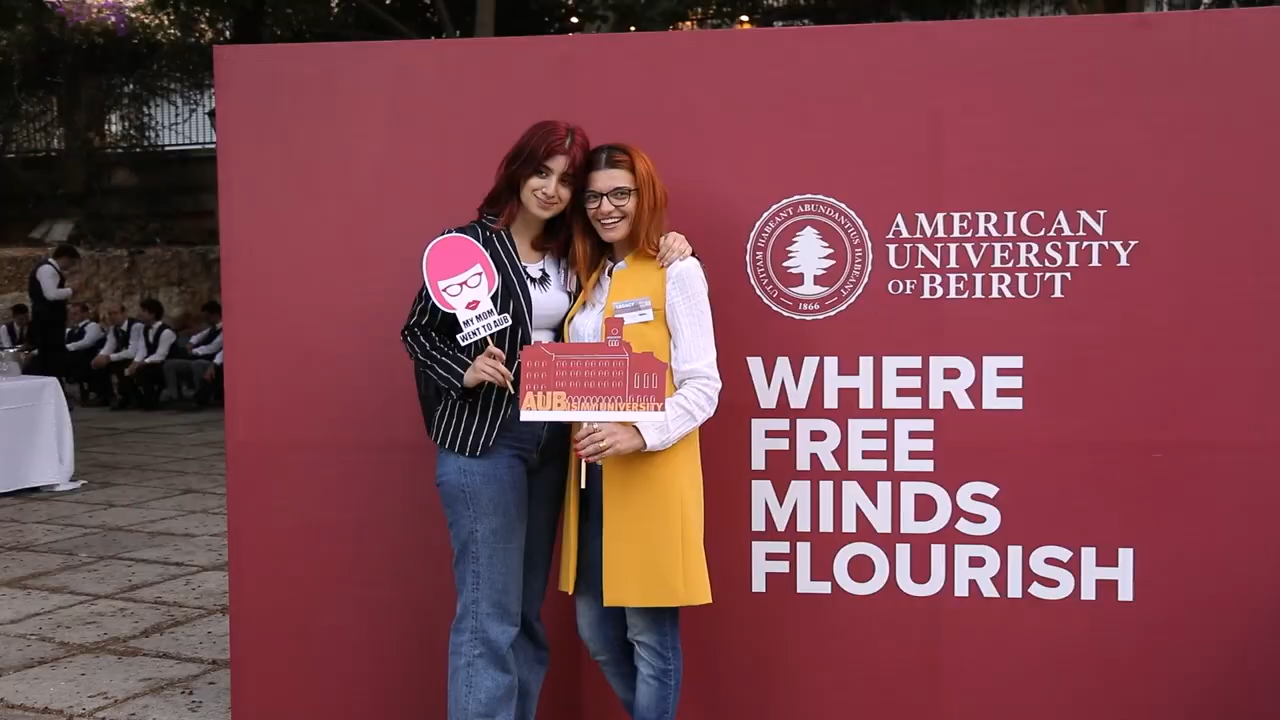 UT VITAM HABEANT ABUNDANTIUS HABEANT
1866
AMERICAN
UNIVERSITY
OF BEIRUT
WHERE
FREE
MINDS
FLOURISH
MY MOM
WENT TO AUB
LEGACY
AUB IS MY UNIVERSITY